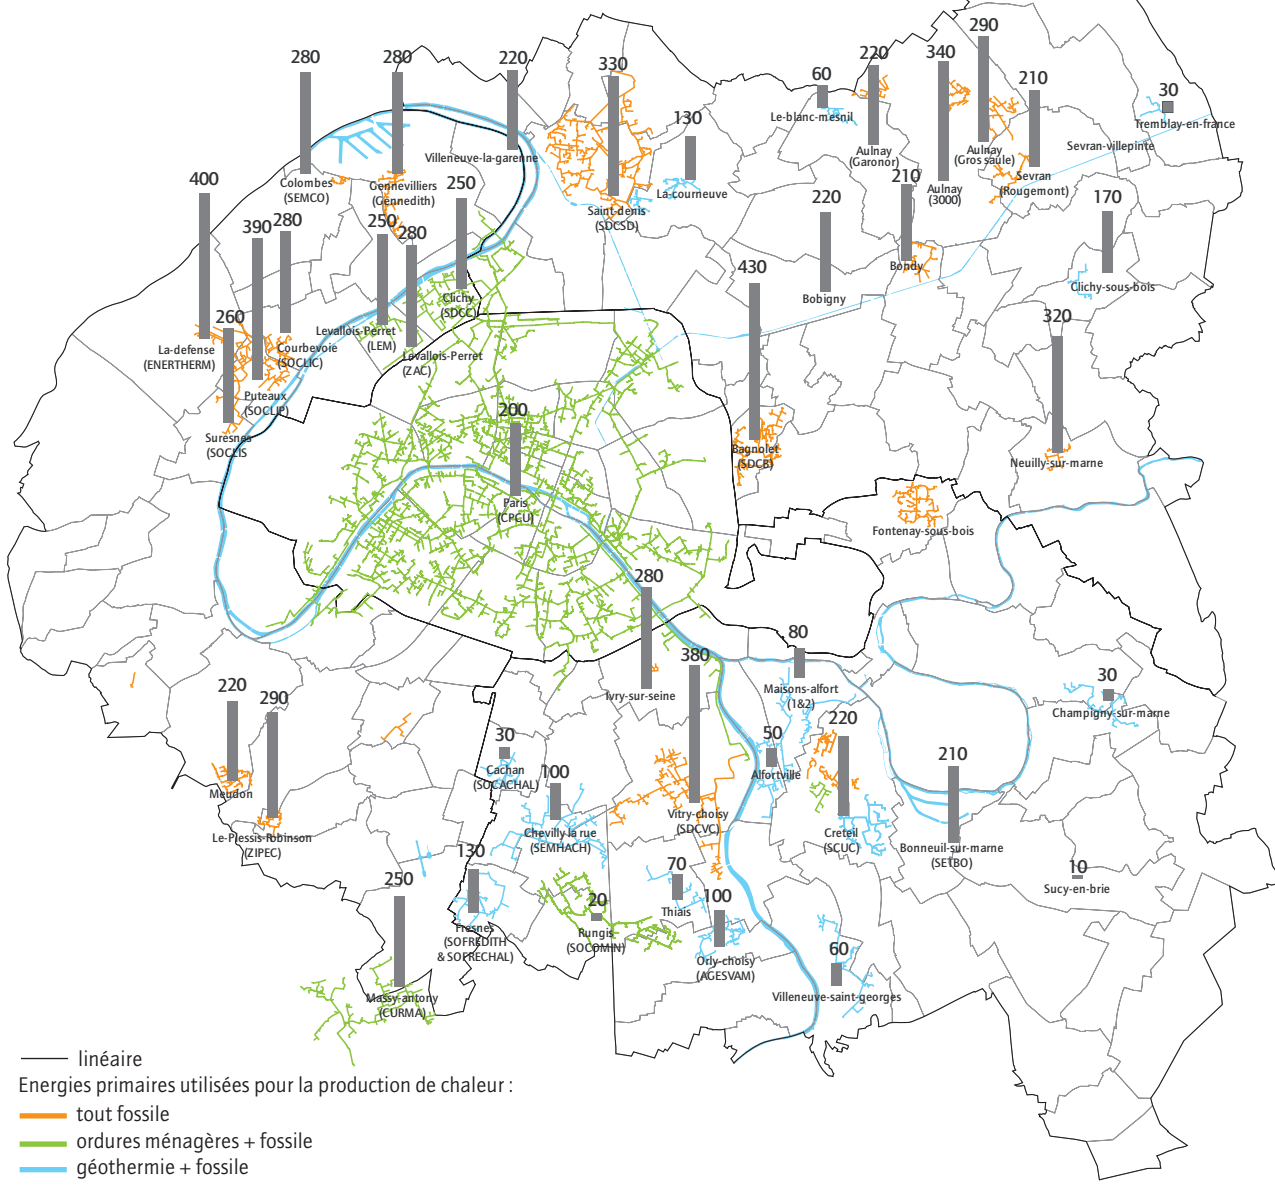 280
Colombes
(SEMCO)
280
Gennevilliers
(Gennedith)
220
Villeneuve-la-garenne
330
Saint-denis
(SDCSD)
130
La-courneuve
60
Le-blanc-mesnil
220
Aulnay
(Garonor)
340
Aulnay
(3000)
290
Aulnay
(Gros saule)
210
Sevran
(Rougemont)
30
Tremblay-en-france
Sevran-villepinte
400
La-defense
(ENERTHERM)
390
Puteaux
(SOCLIP)
280
Courbevoie
(SOCLIC)
260
Suresnes
(SOCLIS
250
Levallois-Perret
(LEM)
280
Levallois-Perret
(ZAC)
250
Clichy
(SDCC)
220
Bobigny
210
Bondy
170
Clichy-sous-bois
430
Bagnolet
(SDCB)
320
Neuilly-sur-marne
200
Paris
(CPCU)
Fontenay-sous-bois
280
Ivry-sur-seine
380
Vitry-choisy
(SDCVC)
80
Maisons-alfort
(1&2)
30
Champigny-sur-marne
220
Meudon
290
Le-Plessis-Robinson
(ZIPEC)
30
Cachan
(SOCACHAL)
100
Chevilly la rue
(SEMHACH)
50
Alfortville
220
Creteil
(SCUC)
210
Bonneuil-sur-marne
(SETBO)
10
Sucy-en-brie
130
Fresnes
(SOFREDITH
& SOFRECHAL)
250
Massy-antony
(CURMA)
20
Rungis
(SOCOMIN)
70
Thiais
100
Orly-choisy
(AGESVAM)
60
Villeneuve-saint-georges
linéaire
Energies primaires utilisées pour la production de chaleur :
tout fossile
ordures ménagères + fossile
géothermie + fossile